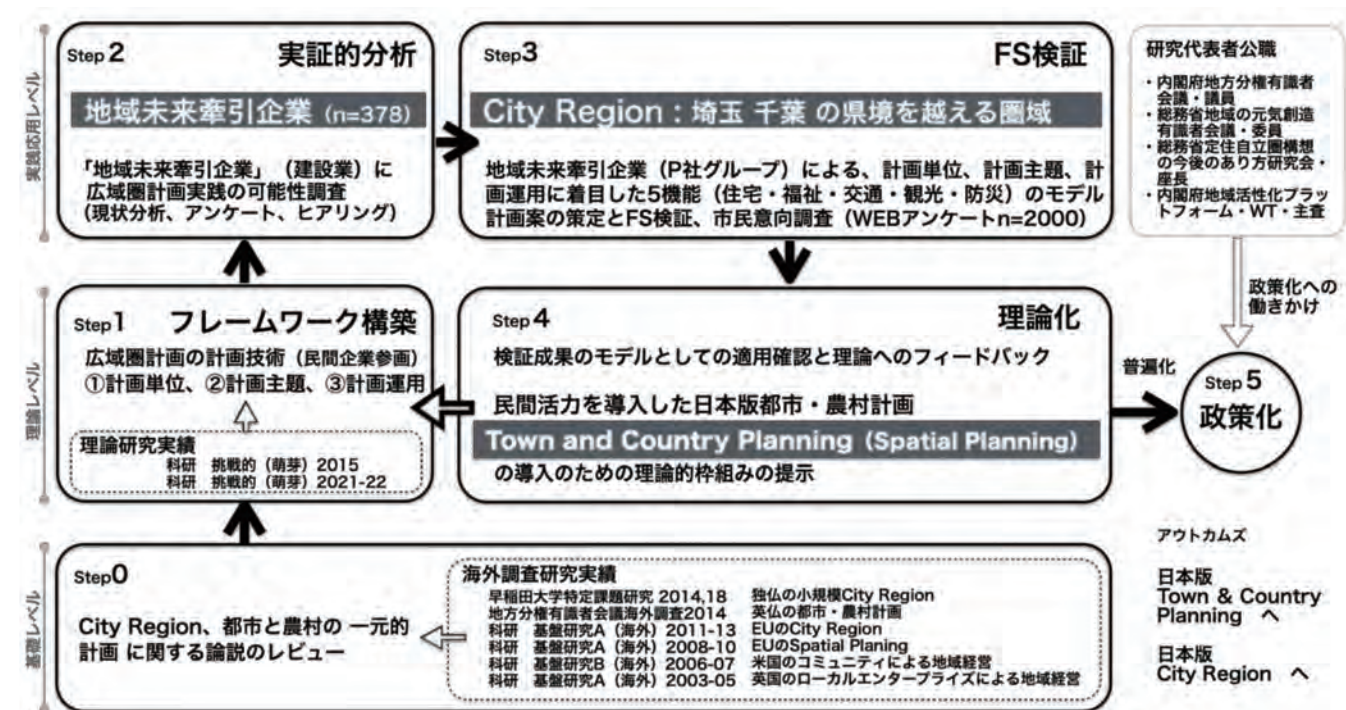 実践応用レベル
Step 2 実証的分析
地域未来牽引企業 (n=378)
「地域未来牽引企業」（建設業）に
広域圏計画実践の可能性調査
（現状分析、アンケート、ヒアリング）
Step3 FS検証
City Region：埼玉 千葉 の県境を越える圏域
地域未来牽引企業（P社グループ）による、計画単位、計画主題、計
画運用に着目した5機能（住宅・福祉・交通・観光・防災）のモデル
計画案の策定とFS検証、市民意向調査（WEBアンケートn=2000）
研究代表者公職
・内閣府地方分権有識者
会議・議員
・総務省地域の元気創造
有識者会議・委員
・総務省定住自立圏構想
の今後のあり方研究会・
座長
・内閣府地域活性化プラッ
トフォーム・WT・主査
政策化への
働きかけ
理論レベル
Step1 フレームワーク構築
広域圏計画の計画技術（民間企業参画）
①計画単位、②計画主題、③計画運用
理論研究実績
科研 挑戦的（萌芽）2015
科研 挑戦的（萌芽）2021-22
Step 4 理論化
検証成果のモデルとしての適用確認と理論へのフィードバック
民間活力を導入した日本版都市・農村計画
Town and Country Planning（Spatial Planning）
の導入のための理論的枠組みの提示
普遍化
Step 5
政策化
基礎レベル
Step0
City Region、都市と農村の 一元的
計画 に関する論説のレビュー
海外調査研究実績
早稲田大学特定課題研究 2014,18 独仏の小規模City Region
地方分権有識者会議海外調査2014 英仏の都市・農村計画
科研 基盤研究A（海外）2011-13 EUのCity Region
科研 基盤研究A（海外）2008-10 EUのSpatial Planing
科研 基盤研究B（海外）2006-07 米国のコミュニティによる地域経営
科研 基盤研究A（海外）2003-05 英国のローカルエンタープライズによる地域経営
アウトカムズ
日本版
Town & Country
Planning へ
日本版
City Region へ